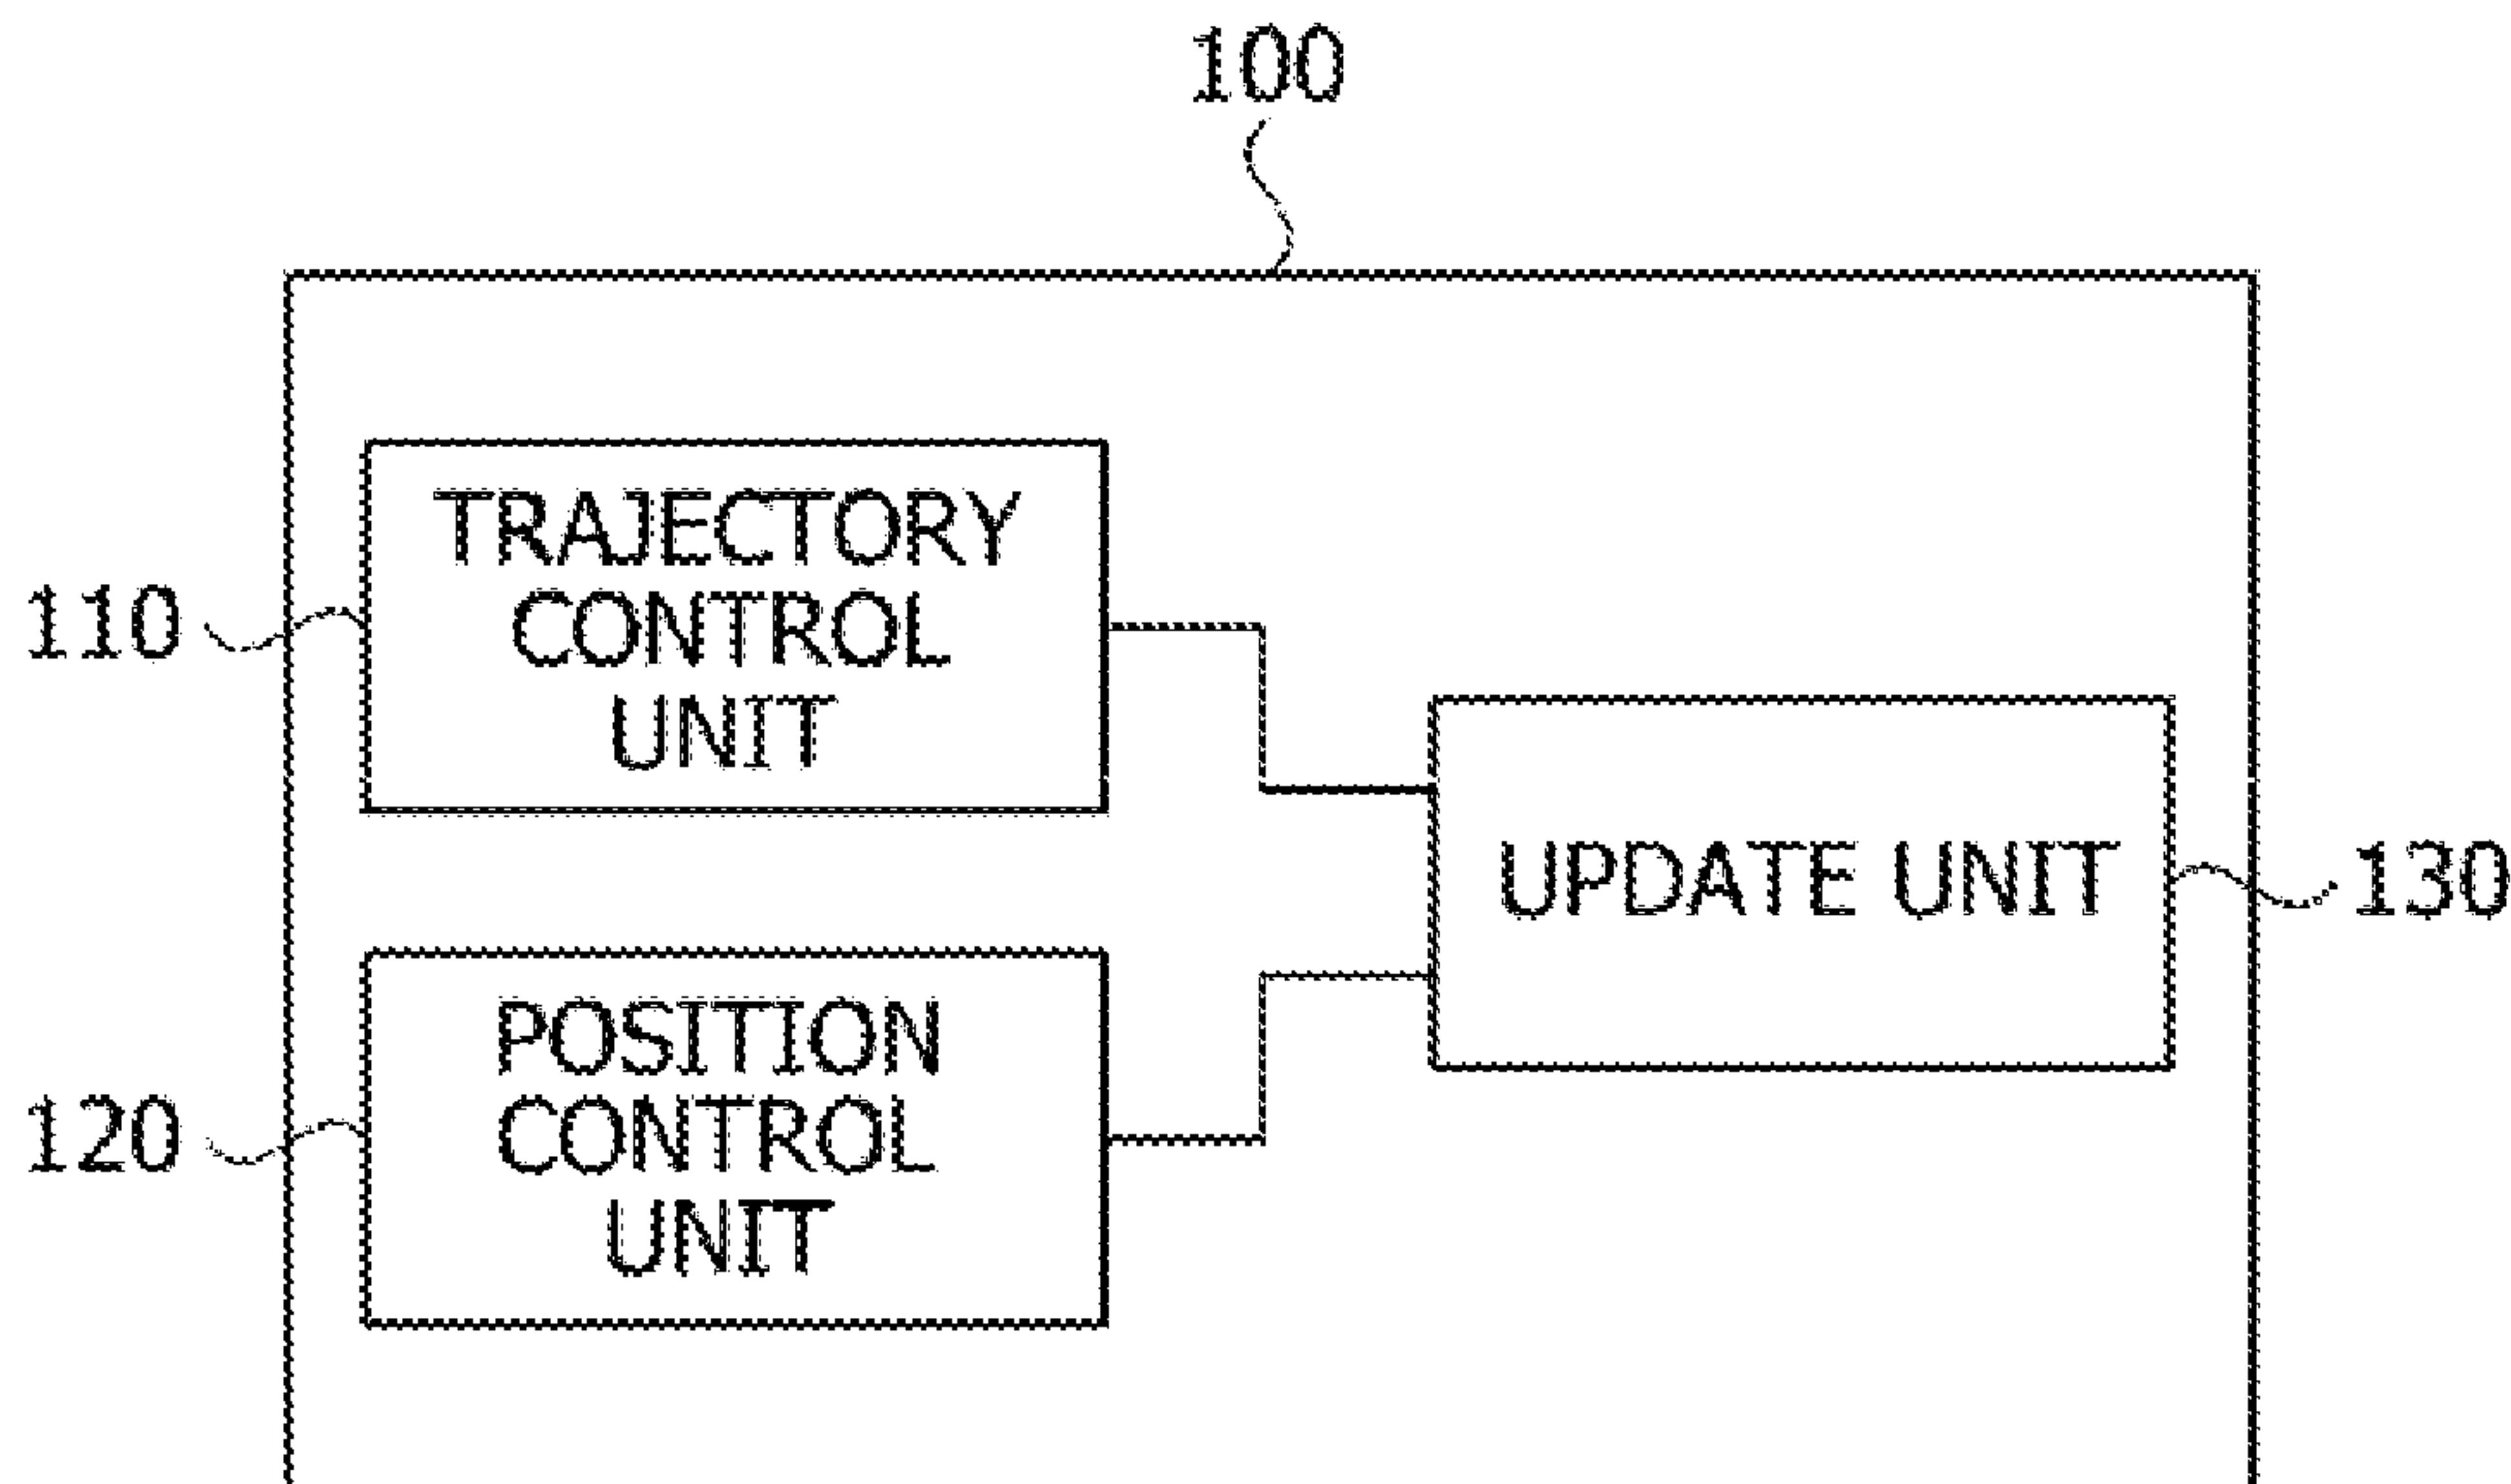 100
TRAJECTORY
CONTROL
UNIT
110
UPDATE UNIT
130
POSITION
CONTROL
UNIT
120